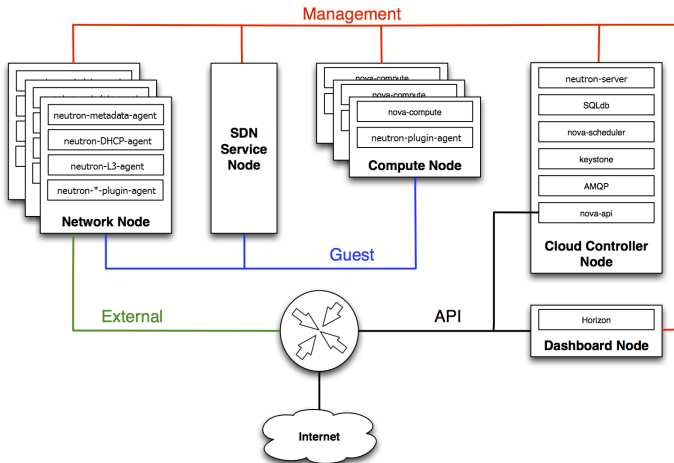 Management
neutron-metadata-agent
neutron-DHCP-agent
neutron-L3-agent
neutron-*-plugin-agent
Network Node
SDN
Service
Node
nova-compute
nova-compute
nova-compute
neutron-plugin-agent
Compute Node
neutron-server
SQLdb
nova-scheduler
keystone
AMQP
nova-api
Cloud Controller
Node
Guest
External
API
Horizon
Dashboard Node
Internet